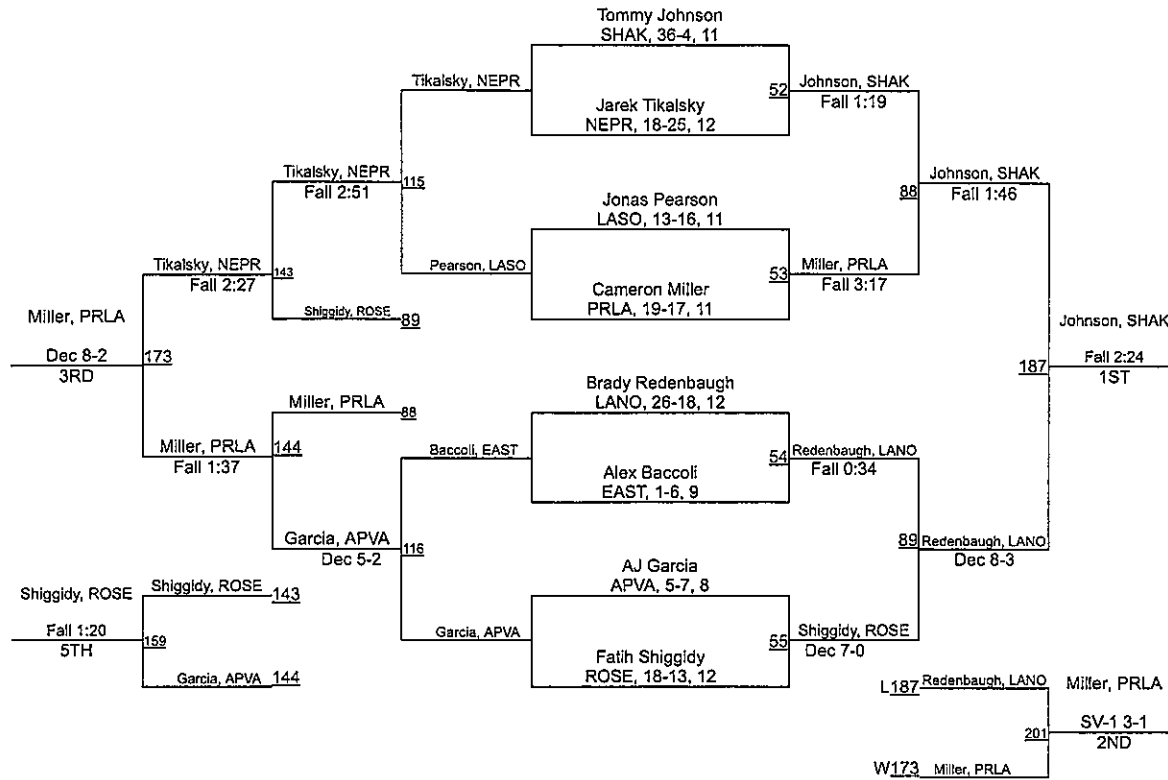 Tommy Johnson
SHAK, 36-4, 11
Tikalsky, NEPR
52
Johnson, SHAK
Fall 1:19
Jarek Tikalsky
NEPR, 18-25, 12
Tikalsky, NEPR
Fall 2:51
115
Johnson, SHAK
Fall 1:46
88
Jonas Pearson
LASO, 13-16, 11
Pearson, LASO
53
Miller, PRLA
Fall 3:17
Cameron Miller
PRLA, 19-17, 11
Tikalsky, NEPR
Fall 2:27
143
Shiggidy, ROSE
89
Miller, PRLA
Dec 8-2
3RD
173
Johnson, SHAK
Fall 2:24
1ST
187
Brady Redenbaugh
LANO, 26-18, 12
Miller, PRLA
88
Miller, PRLA
Fall 1:37
144
Baccoli, EAST
54
Redenbaugh, LANO
Fall 0:34
Alex Baccoli
EAST, 1-6, 9
Garcia, APVA
Dec 5-2
116
89
Redenbaugh, LANO
Dec 8-3
AJ Garcia
APVA, 5-7, 8
Shiggidy, ROSE
Fall 1:20
5TH
Shiggidy, ROSE
143
159
Garcia, APVA
144
Garcia, APVA
55
Shiggidy, ROSE
Dec 7-0
Fatih Shiggidy
ROSE, 18-13, 12
L187
Redenbaugh, LANO
Miller, PRLA
201
SV-1 3-1
2ND
W173
Miller, PRLA